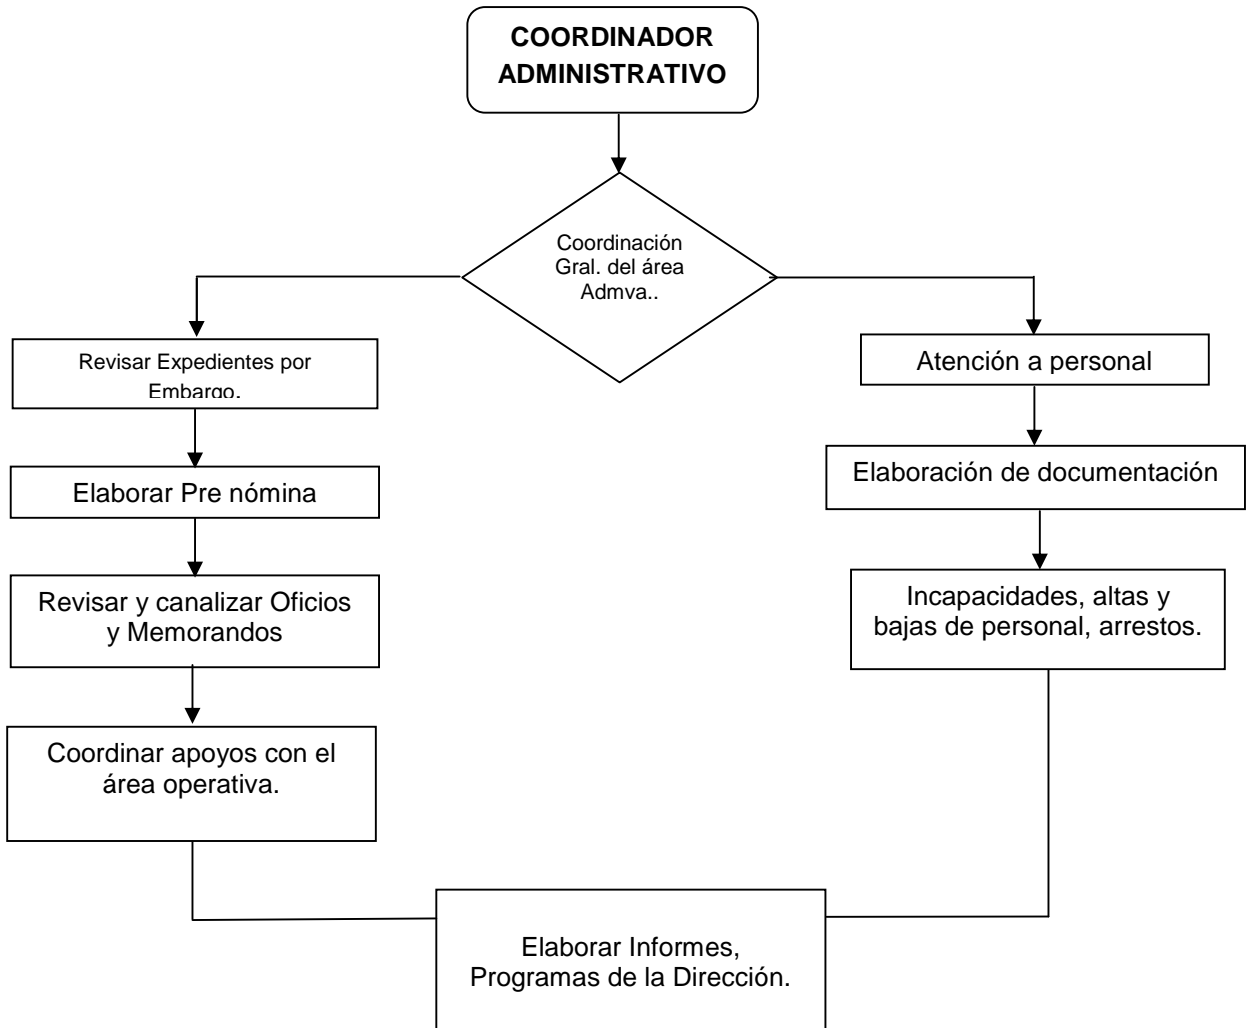 COORDINADOR
ADMINISTRATIVO
Coordinación
Gral. del área
Admva..
Revisar Expedientes por
Embargo.
Elaborar Pre nómina
Revisar y canalizar Oficios
y Memorandos
Coordinar apoyos con el
área operativa.
Atención a personal
Elaboración de documentación
Incapacidades, altas y
bajas de personal, arrestos.
Elaborar Informes,
Programas de la Dirección.